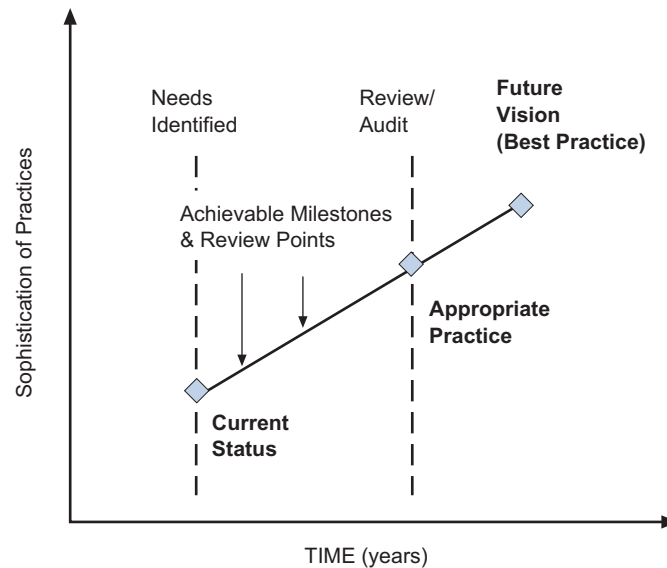 Needs
Identified
Review/
Audit
Future
Vision
(Best Practice)
Achievable Milestones
& Review Points
Appropriate
Practice
Current
Status
Sophistication of Practices
TIME (years)